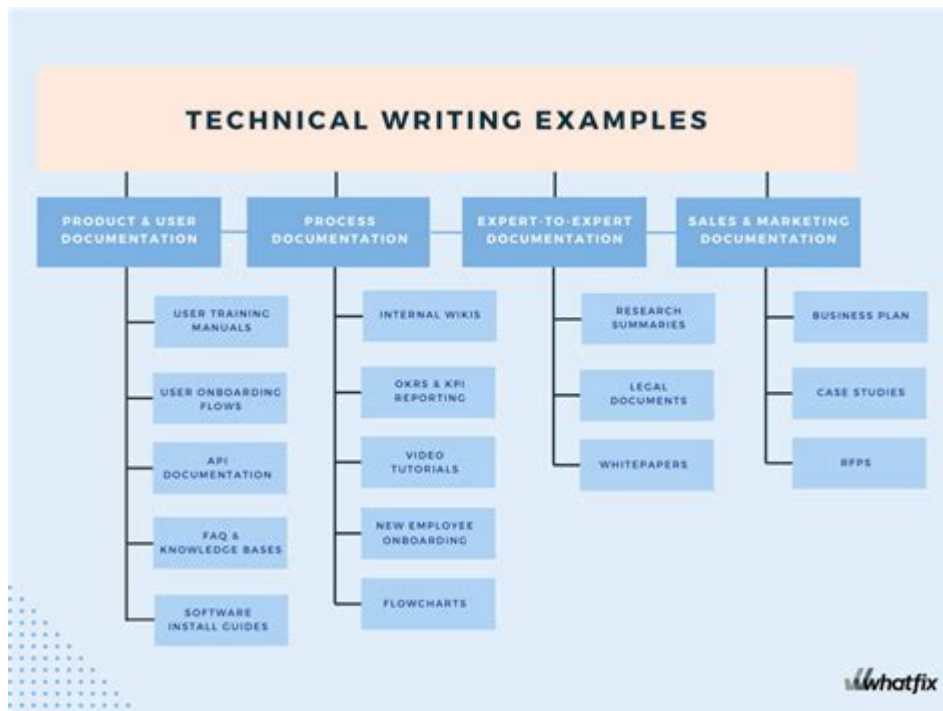 TECHNICAL WRITING EXAMPLES
PRODUCT & USER
DOCUMENTATION
PROCESS
DOCUMENTATION
EXPERT-TO-EXPERT
DOCUMENTATION
SALES & MARKETING
DOCUMENTATION
USER TRAINING
MANUALS
USER ONBOARDING
FLOWS
API
DOCUMENTATION
FAQ &
KNOWLEDGE BASES
SOFTWARE
INSTALL GUIDES
INTERNAL WIKIS
OKRS & KPI
REPORTING
VIDEO
TUTORIALS
NEW EMPLOYEE
ONBOARDING
FLOWCHARTS
RESEARCH
SUMMARIES
LEGAL
DOCUMENTS
WHITEPAPERS
BUSINESS PLAN
CASE STUDIES
RFPS
whatfix